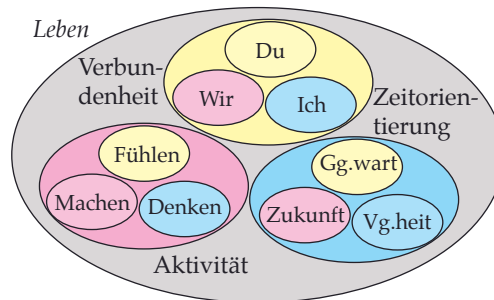 Leben
Du
Verbun-
denheit
Wir
Ich
Zeitorien-
tierung
Fühlen
Gg.wart
Machen
Denken
Zukunft
Vg.heit
Aktivität